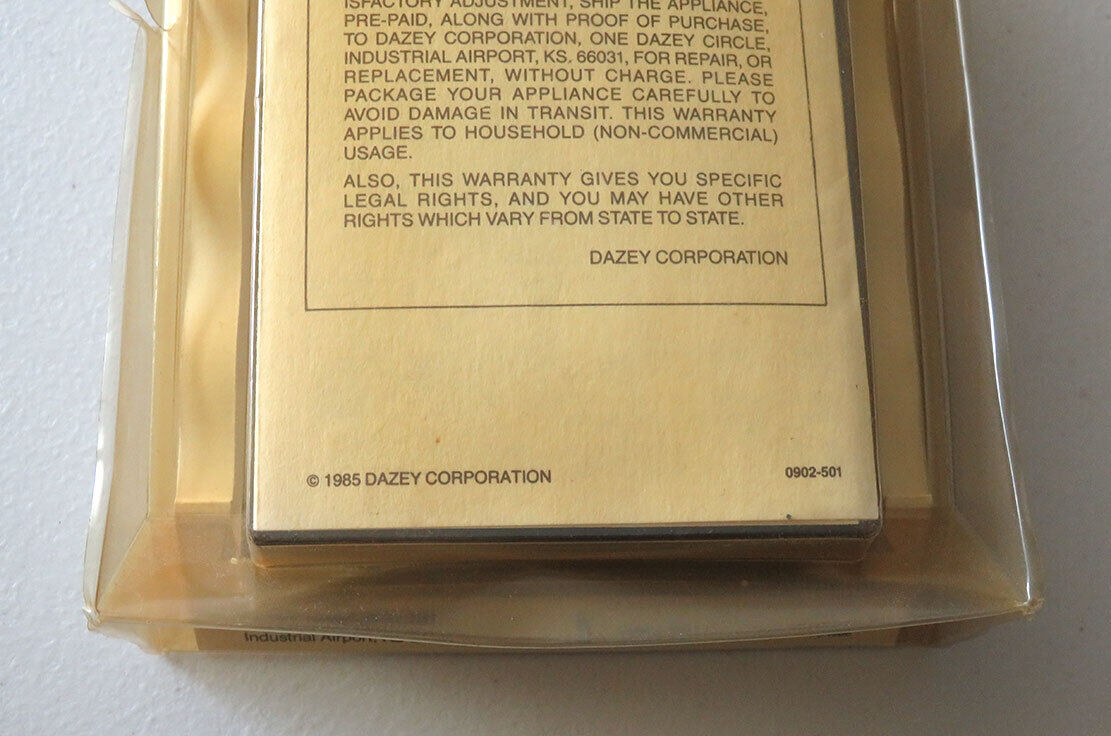 ISFACTORY ADJUSTMENT, SHIP THE APPLIANCE,
PRE-PAID, ALONG WITH PROOF OF PURCHASE,
TO DAZEY CORPORATION, ONE DAZEY CIRCLE,
INDUSTRIAL AIRPORT, KS. 66031, FOR REPAIR, OR
REPLACEMENT, WITHOUT CHARGE. PLEASE
PACKAGE YOUR APPLIANCE CAREFULLY TO
AVOID DAMAGE IN TRANSIT. THIS WARRANTY
APPLIES TO HOUSEHOLD (NON-COMMERCIAL)
USAGE.
ALSO, THIS WARRANTY GIVES YOU SPECIFIC
LEGAL RIGHTS, AND YOU MAY HAVE OTHER
RIGHTS WHICH VARY FROM STATE TO STATE.
DAZEY CORPORATION
© 1985 DAZEY CORPORATION 0902-501
Industrial Airport,